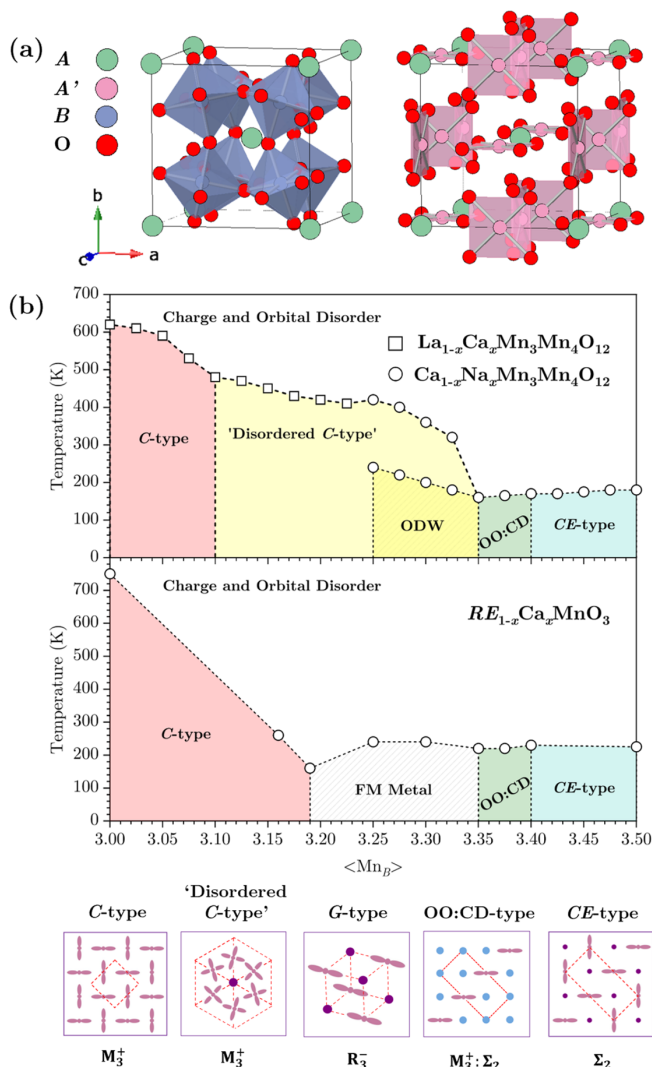 (a)
A
A'
B
O
b
c
a
(b)
Temperature (K)
700
600
500
400
300
200
100
0
Charge and Orbital Disorder
La1-xCaxMn3Mn4O12
Ca1-xNaxMn3Mn4O12
C-type
'Disordered C-type'
ODW
OO:CD
CE-type
Temperature (K)
700
600
500
400
300
200
100
0
Charge and Orbital Disorder
RE1-xCaxMnO3
C-type
FM Metal
OO:CD
CE-type
3.00 3.05 3.10 3.15 3.20 3.25 3.30 3.35 3.40 3.45 3.50
<MnB>
C-type
'Disordered
C-type'
G-type
OO:CD-type
CE-type
M3+
M3+
R3-
M3+:Σ2
Σ2